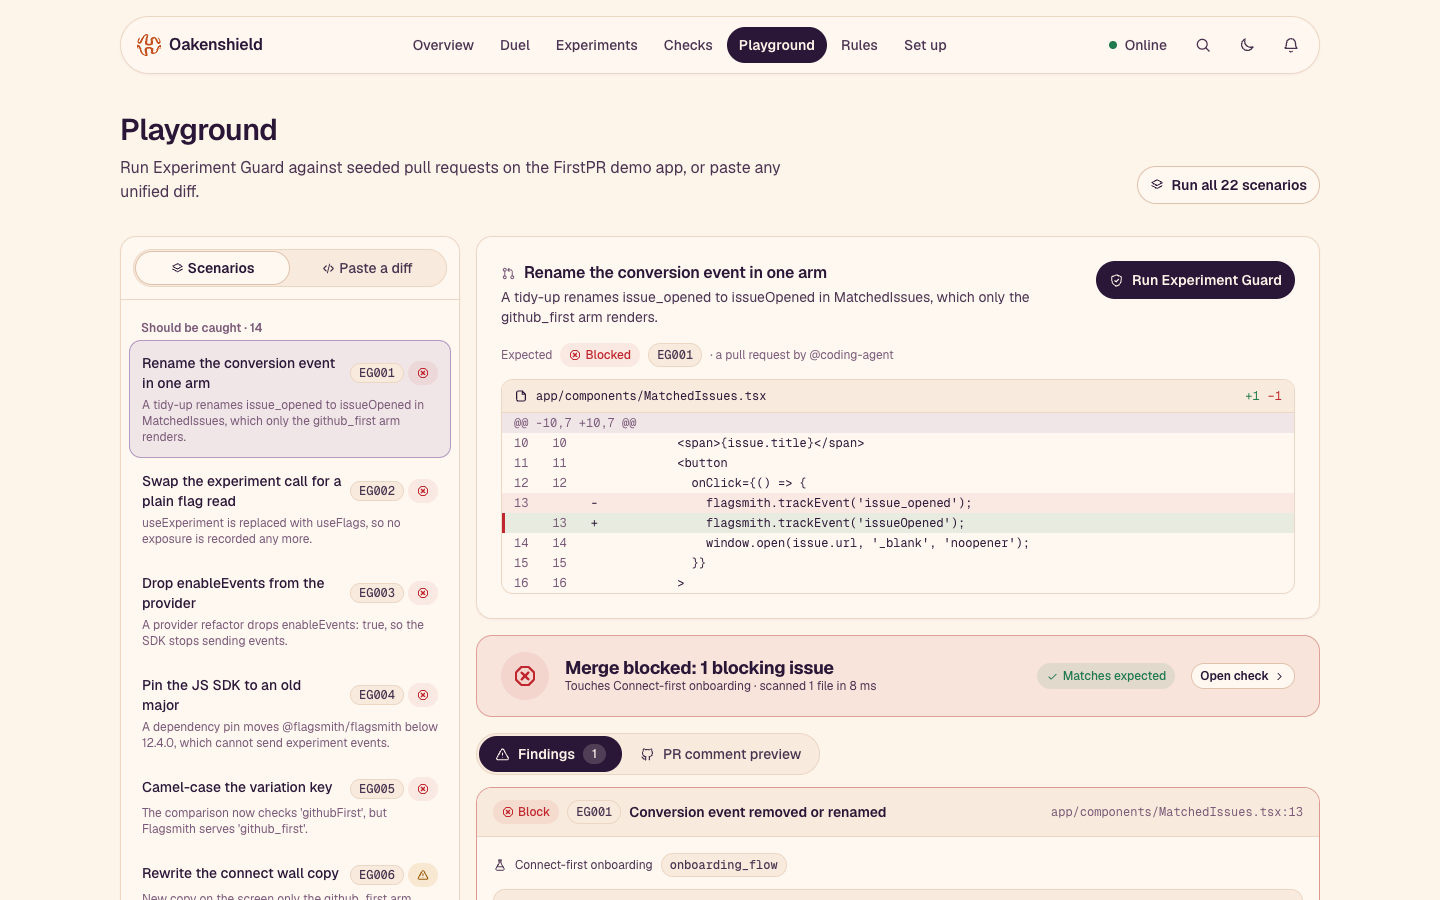 Oakenshield
Overview
Duel
Experiments
Checks
Playground
Rules
Set up
Online
Playground
Run Experiment Guard against seeded pull requests on the FirstPR demo app, or paste any
unified diff.
Run all 22 scenarios
Scenarios
Paste a diff
Should be caught · 14
Rename the conversion event
in one arm
EG001
A tidy-up renames issue_opened to issueOpened in
MatchedIssues, which only the github_first arm
renders.
Swap the experiment call for a
plain flag read
EG002
useExperiment is replaced with useFlags, so no
exposure is recorded any more.
Drop enableEvents from the
provider
EG003
A provider refactor drops enableEvents: true, so the
SDK stops sending events.
Pin the JS SDK to an old
major
EG004
A dependency pin moves @flagsmith/flagsmith below
12.4.0, which cannot send experiment events.
Camel-case the variation key
EG005
The comparison now checks 'githubFirst', but
Flagsmith serves 'github_first'.
Rewrite the connect wall copy
EG006
New copy on the screen only the github_first arm
Rename the conversion event in one arm
A tidy-up renames issue_opened to issueOpened in MatchedIssues, which only the
github_first arm renders.
Run Experiment Guard
Expected Blocked EG001 · a pull request by @coding-agent
app/components/MatchedIssues.tsx +1 −1
@@ -10,7 +10,7 @@
10 10 <span>{issue.title}</span>
11 11 <button
12 12 onClick={() => {
13 - flagsmith.trackEvent('issue_opened');
13 + flagsmith.trackEvent('issueOpened');
14 14 window.open(issue.url, '_blank', 'noopener');
15 15 }}
16 16 >
Merge blocked: 1 blocking issue
Touches Connect-first onboarding · scanned 1 file in 8 ms
Matches expected
Open check
Findings 1
PR comment preview
Block EG001 Conversion event removed or renamed app/components/MatchedIssues.tsx:13
Connect-first onboarding onboarding_flow